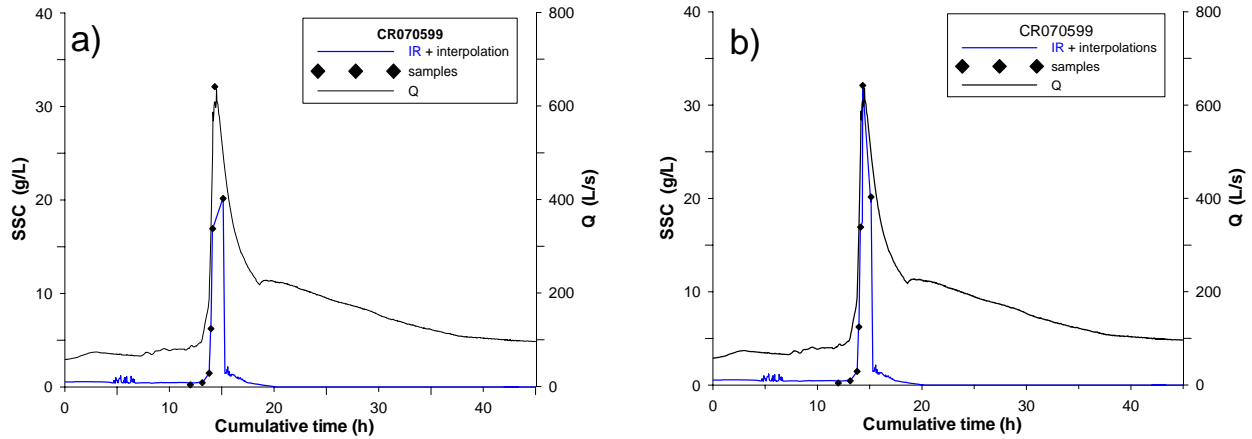 a)
CR070599
IR + interpolation
samples
Q
SSC (g/L)
40
30
20
10
0
800
600
400
200
0
Q (L/s)
0
10
20
30
40
Cumulative time (h)
b)
CR070599
IR + interpolations
samples
Q
SSC (g/L)
40
30
20
10
0
800
600
400
200
0
Q (L/s)
0
10
20
30
40
Cumulative time (h)